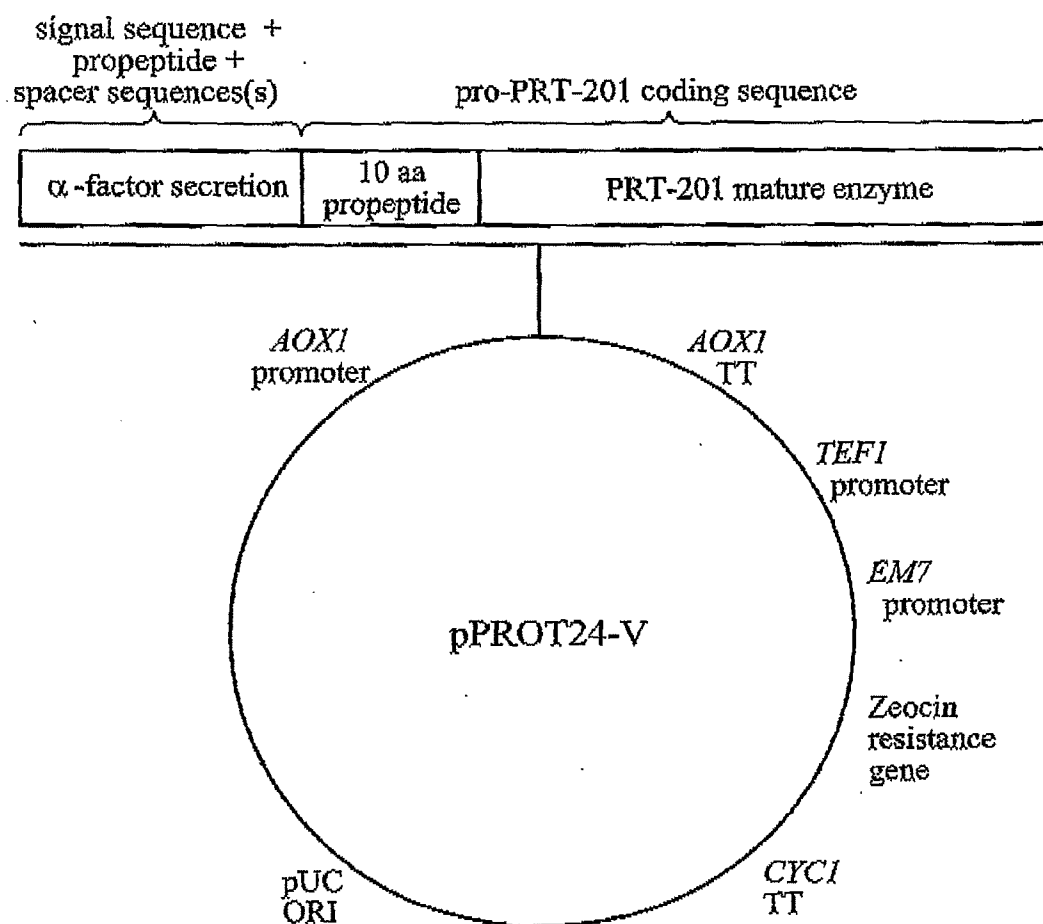 signal sequence +
propeptide +
spacer sequences(s)
pro-PRT-201 coding sequence
α-factor secretion
10 aa
propeptide
PRT-201 mature enzyme
AOX1
promoter
AOX1
TT
TEF1
promoter
EM7
promoter
pPROT24-V
Zeocin
resistance
gene
pUC
ORI
CYC1
TT